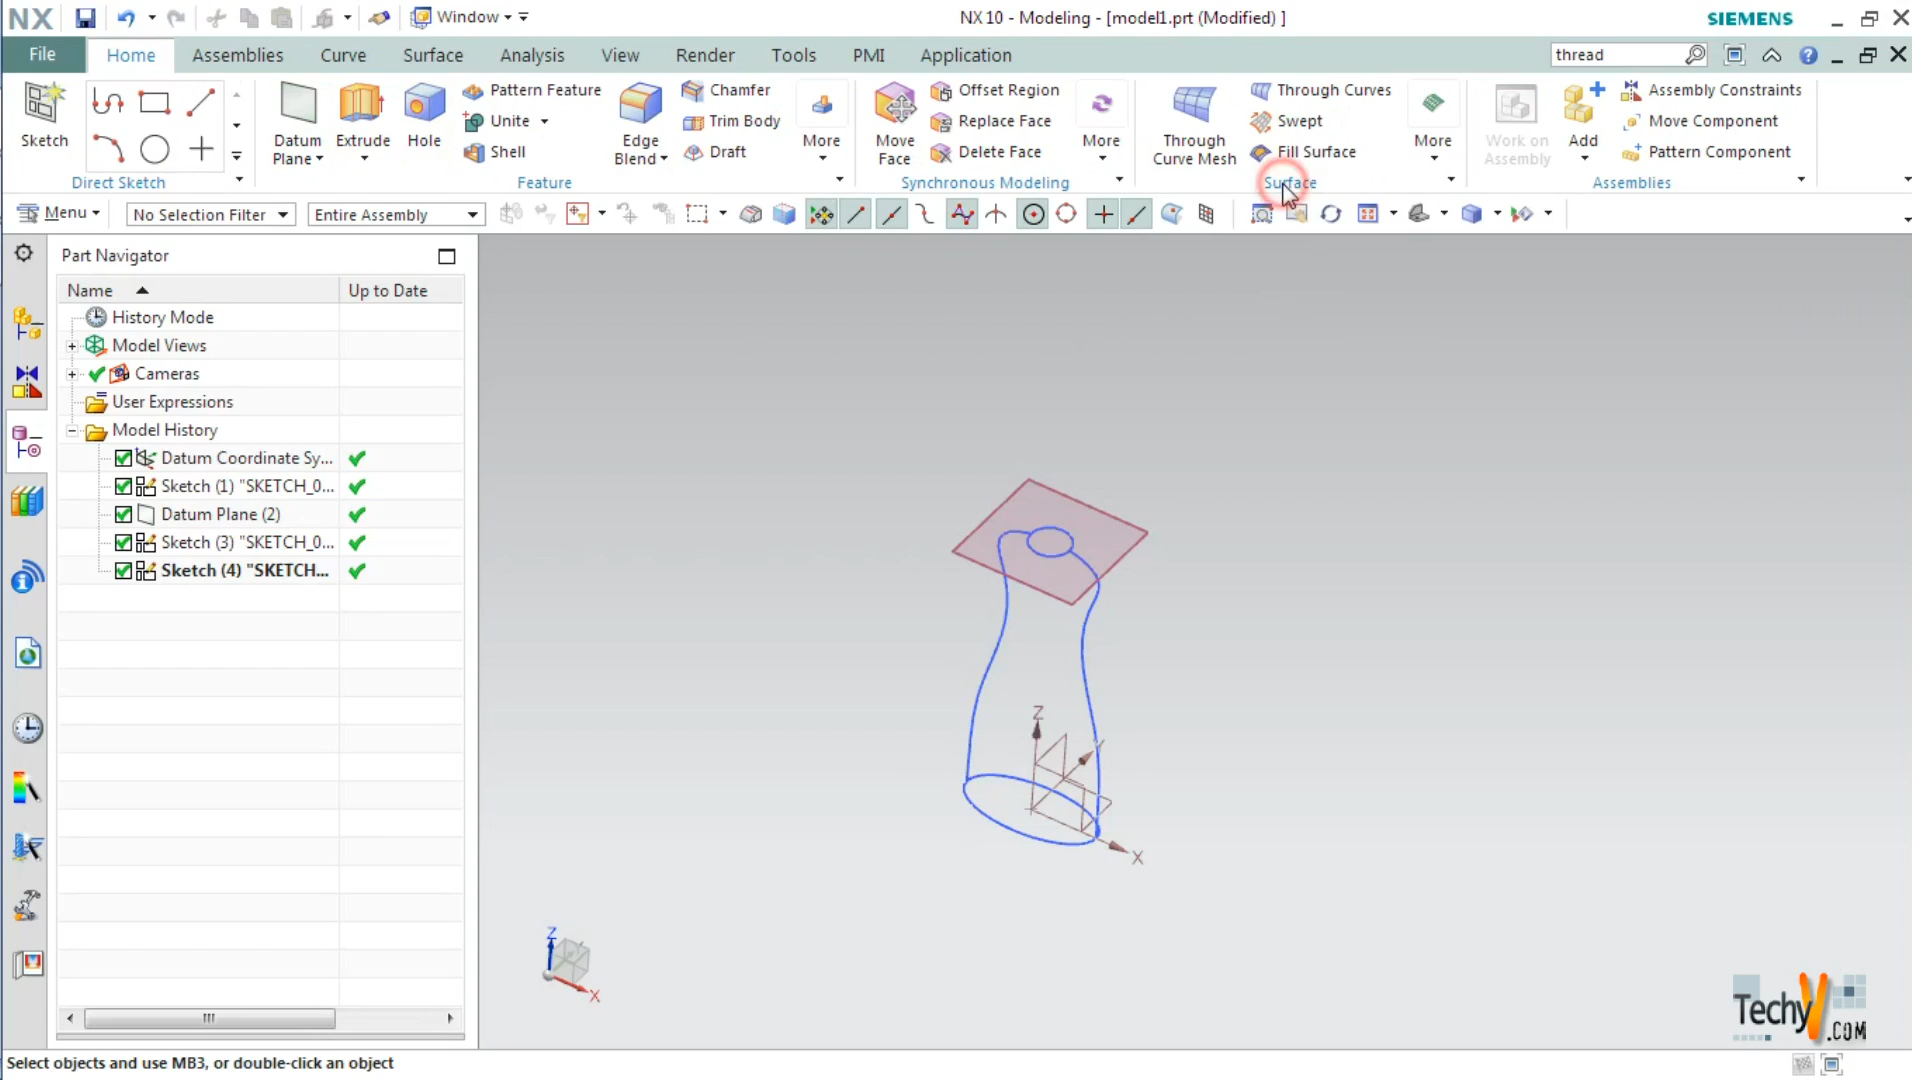 NX
Window
NX 10 - Modeling - [model1.prt (Modified) ]
SIEMENS
File
Home
Assemblies
Curve
Surface
Analysis
View
Render
Tools
PMI
Application
thread
Sketch
Direct Sketch
Datum
Plane
Extrude
Hole
Pattern Feature
Unite
Shell
Edge
Blend
Chamfer
Trim Body
Draft
More
Feature
Move
Face
Offset Region
Replace Face
Delete Face
More
Synchronous Modeling
Through
Curve Mesh
Through Curves
Swept
Fill Surface
More
Surface
Work on
Assembly
Add
Assembly Constraints
Move Component
Pattern Component
Assemblies
Menu
No Selection Filter
Entire Assembly
Part Navigator
Name
Up to Date
History Mode
Model Views
Cameras
User Expressions
Model History
Datum Coordinate Sy...
Sketch (1) "SKETCH_0...
Datum Plane (2)
Sketch (3) "SKETCH_0...
Sketch (4) "SKETCH...
Z
Y
X
Z
X
TechyV
.COM
Select objects and use MB3, or double-click an object